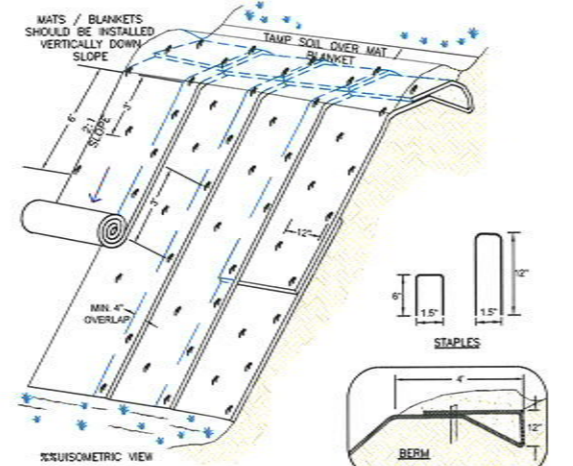 MATS / BLANKETS
SHOULD BE INSTALLED
VERTICALLY DOWN
SLOPE
TAMP SOIL OVER MAT /
BLANKET
6'
3'
2:1
SLOPE
3'
12"
MIN. 4"
OVERLAP
6"
1.5"
12"
1.5"
STAPLES
4'
12"
BERM
%%UISOMETRIC VIEW